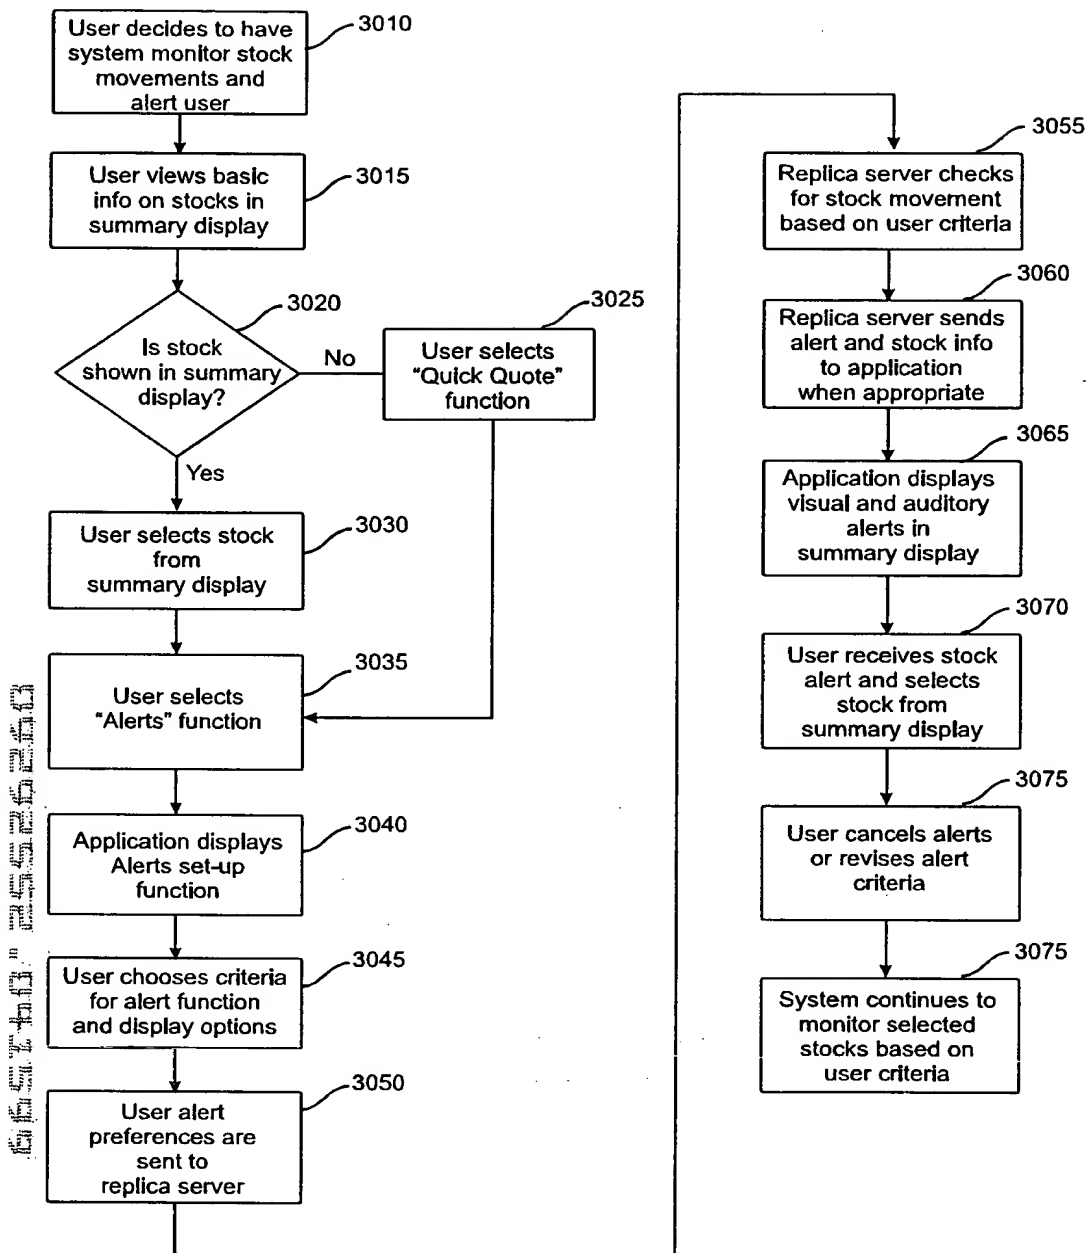 User decides to have
system monitor stock
movements and
alert user
3010
User views basic
info on stocks in
summary display
3015
Is stock
shown in summary
display?
3020
No
Yes
User selects
"Quick Quote"
function
3025
User selects stock
from
summary display
3030
User selects
"Alerts" function
3035
Application displays
Alerts set-up
function
3040
User chooses criteria
for alert function
and display options
3045
User alert
preferences are
sent to
replica server
3050
Replica server checks
for stock movement
based on user criteria
3055
Replica server sends
alert and stock info
to application
when appropriate
3060
Application displays
visual and auditory
alerts in
summary display
3065
User receives stock
alert and selects
stock from
summary display
3070
User cancels alerts
or revises alert
criteria
3075
System continues to
monitor selected
stocks based on
user criteria
3075